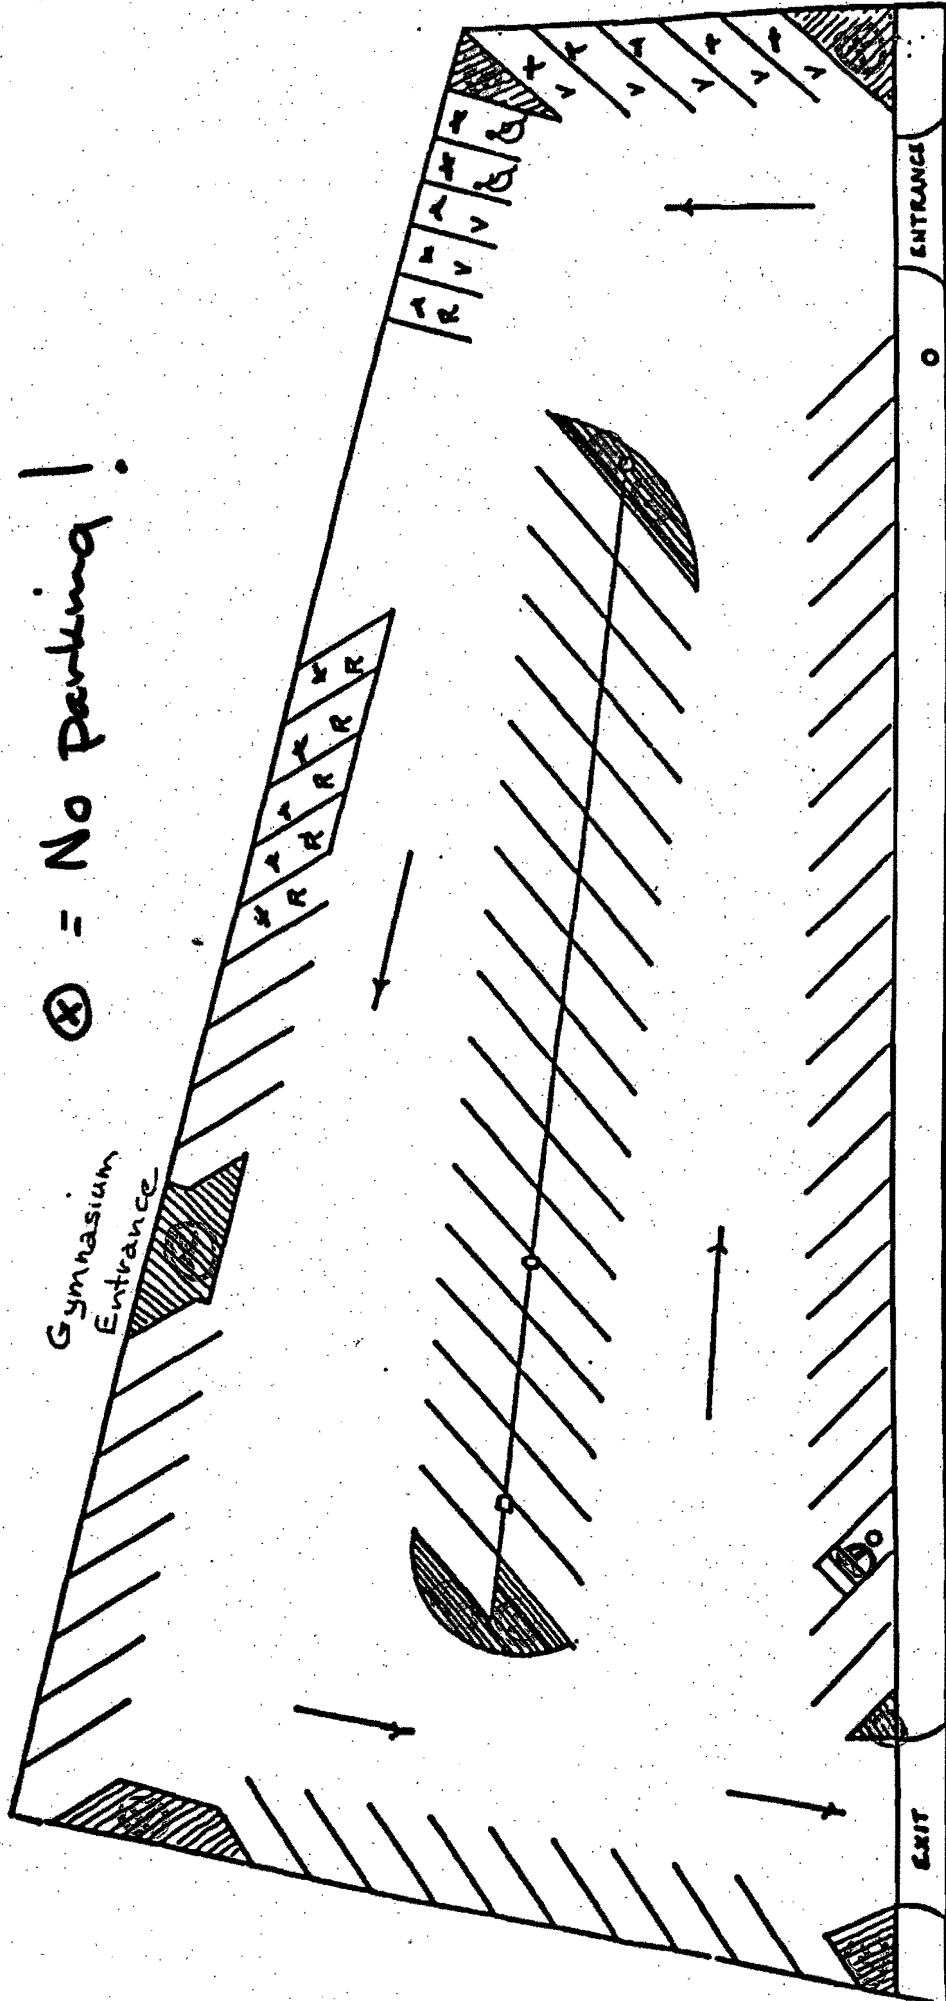 ⓧ = No parking!
Gymnasium
Entrance
R R R R R
R V V
V
V
V
V
V
EXIT
ENTRANCE